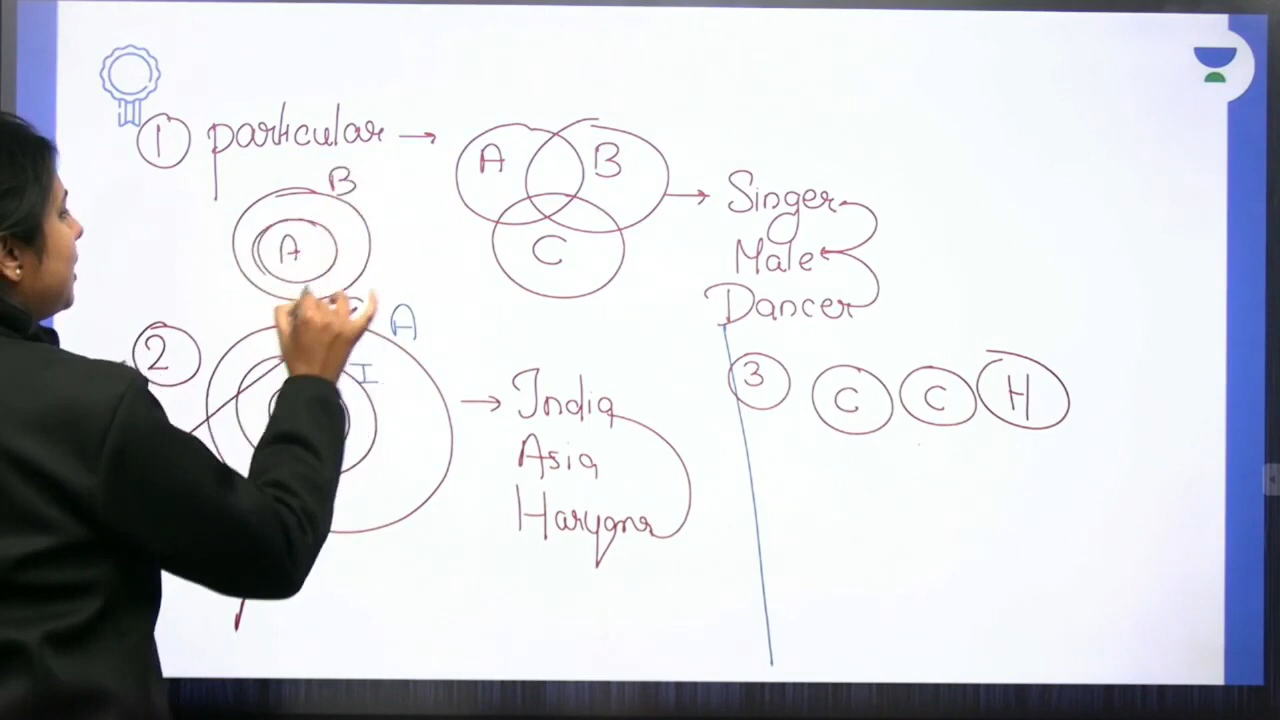 1 particular →
A B C
→ Singer
Male
Dancer
B
A
2
A
I
→ India
Asia
Haryana
3 C C H